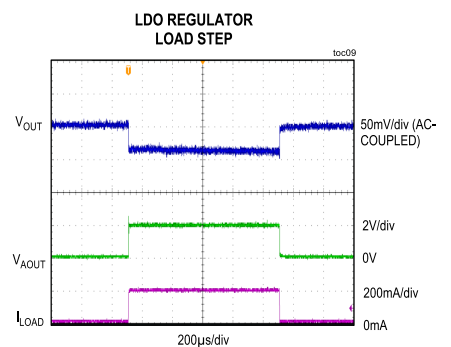 LDO REGULATOR
LOAD STEP
toc09
VOUT
50mV/div (AC-
COUPLED)
2V/div
VAOUT
0V
200mA/div
ILOAD
0mA
200µs/div